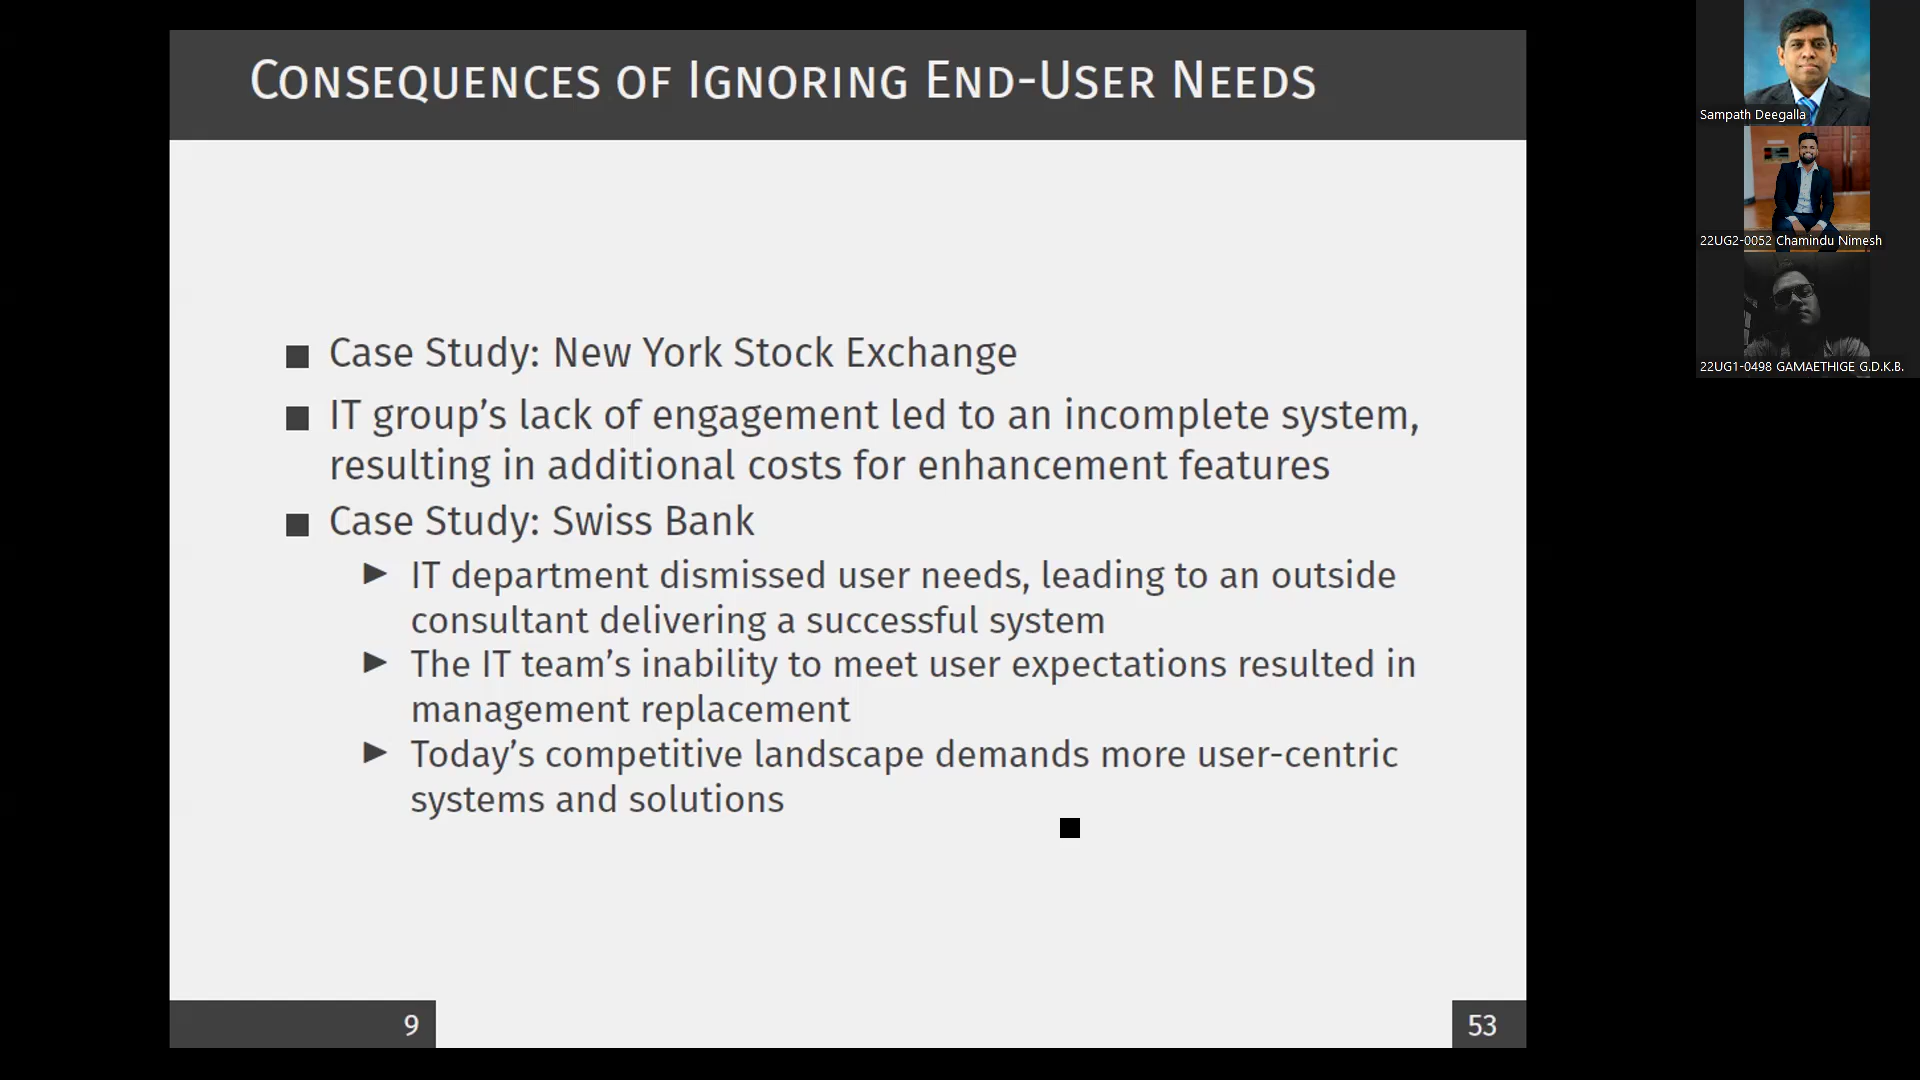 CONSEQUENCES OF IGNORING END-USER NEEDS
Case Study: New York Stock Exchange
IT group’s lack of engagement led to an incomplete system,
resulting in additional costs for enhancement features
Case Study: Swiss Bank
IT department dismissed user needs, leading to an outside
consultant delivering a successful system
The IT team’s inability to meet user expectations resulted in
management replacement
Today’s competitive landscape demands more user-centric
systems and solutions
9
53
Sampath Deegalla
22UG2-0052 Chamindu Nimesh
22UG1-0498 GAMAETHIGE G.D.K.B.